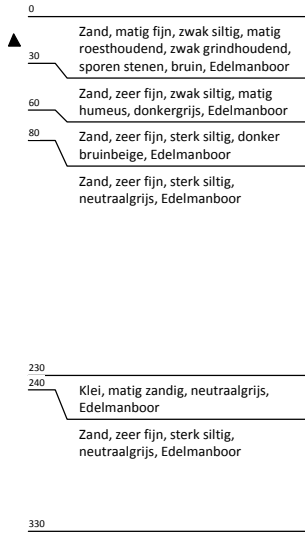 0
Zand, matig fijn, zwak siltig, matig
roesthoudend, zwak grindhoudend,
sporen stenen, bruin, Edelmanboor
30
Zand, zeer fijn, zwak siltig, matig
humeus, donkergrijs, Edelmanboor
60
Zand, zeer fijn, sterk siltig, donker
bruinbeige, Edelmanboor
80
Zand, zeer fijn, sterk siltig,
neutraalgrijs, Edelmanboor
230
240
Klei, matig zandig, neutraalgrijs,
Edelmanboor
Zand, zeer fijn, sterk siltig,
neutraalgrijs, Edelmanboor
330